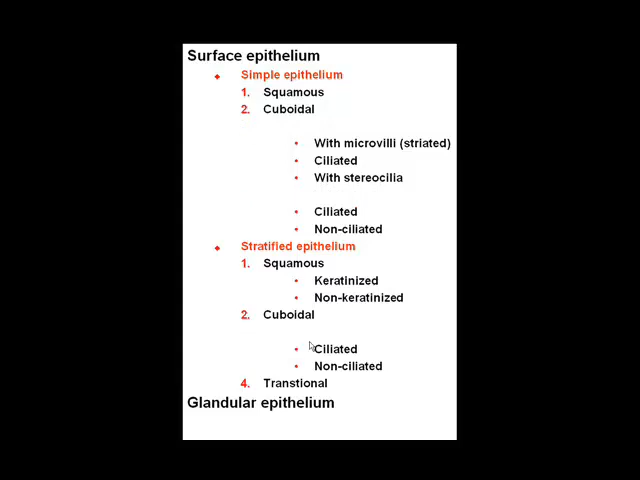 Surface epithelium
Simple epithelium
1. Squamous
2. Cuboidal
With microvilli (striated)
Ciliated
With stereocilia
Ciliated
Non-ciliated
Stratified epithelium
1. Squamous
Keratinized
Non-keratinized
2. Cuboidal
Ciliated
Non-ciliated
4. Transtional
Glandular epithelium